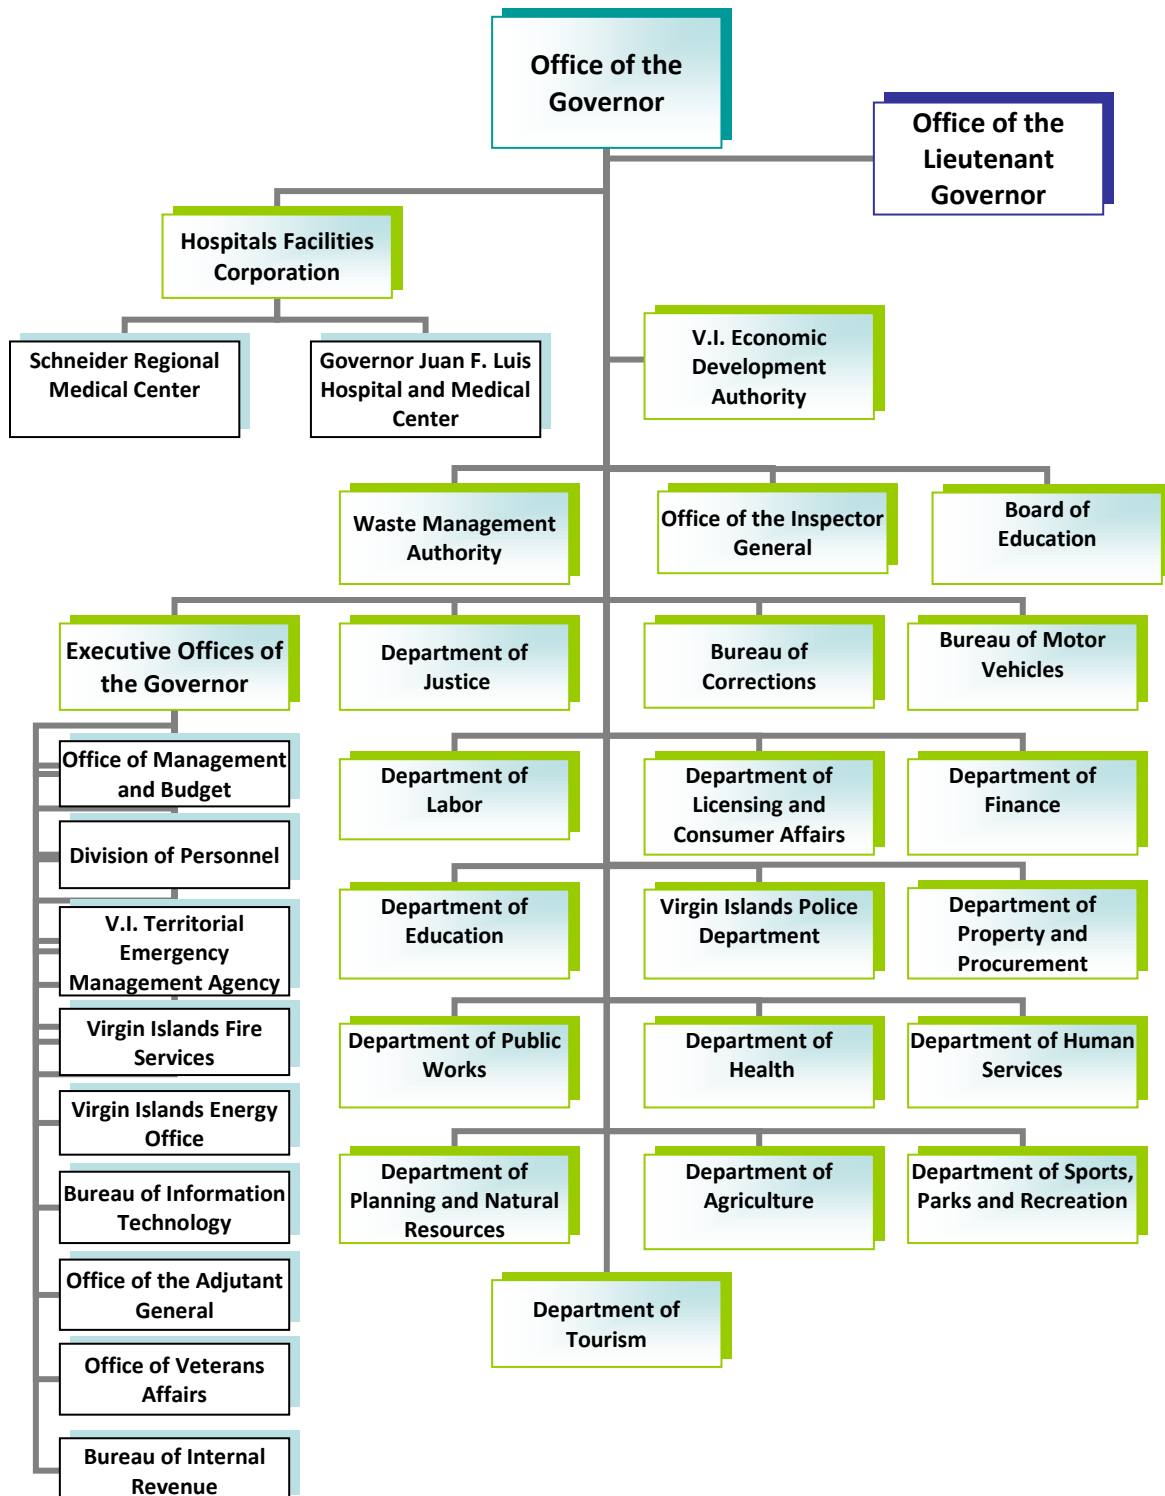 Office of the
Governor
Office of the
Lieutenant
Governor
Hospitals Facilities
Corporation
Schneider Regional
Medical Center
Governor Juan F. Luis
Hospital and Medical
Center
V.I. Economic
Development
Authority
Waste Management
Authority
Office of the Inspector
General
Board of
Education
Executive Offices of
the Governor
Department of
Justice
Bureau of
Corrections
Bureau of Motor
Vehicles
Office of Management
and Budget
Division of Personnel
V.I. Territorial
Emergency
Management Agency
Virgin Islands Fire
Services
Virgin Islands Energy
Office
Bureau of Information
Technology
Office of the Adjutant
General
Office of Veterans
Affairs
Bureau of Internal
Revenue
Department of
Labor
Department of
Licensing and
Consumer Affairs
Department of
Finance
Department of
Education
Virgin Islands Police
Department
Department of
Property and
Procurement
Department of Public
Works
Department of
Health
Department of Human
Services
Department of
Planning and Natural
Resources
Department of
Agriculture
Department of Sports,
Parks and Recreation
Department of
Tourism